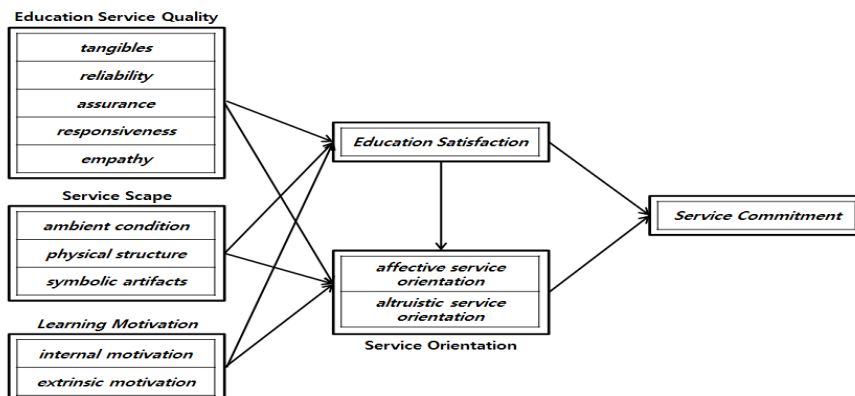 Education Service Quality
tangibles
reliability
assurance
responsiveness
empathy
Service Scape
ambient condition
physical structure
symbolic artifacts
Learning Motivation
internal motivation
extrinsic motivation
Education Satisfaction
affective service
orientation
altruistic service
orientation
Service Orientation
Service Commitment